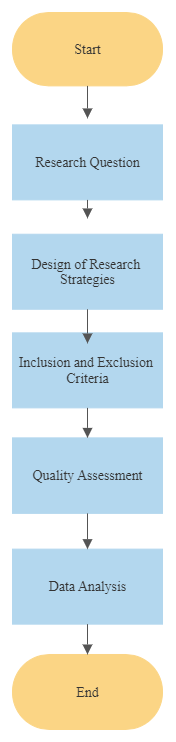 Start
Research Question
Design of Research
Strategies
Inclusion and Exclusion
Criteria
Quality Assessment
Data Analysis
End